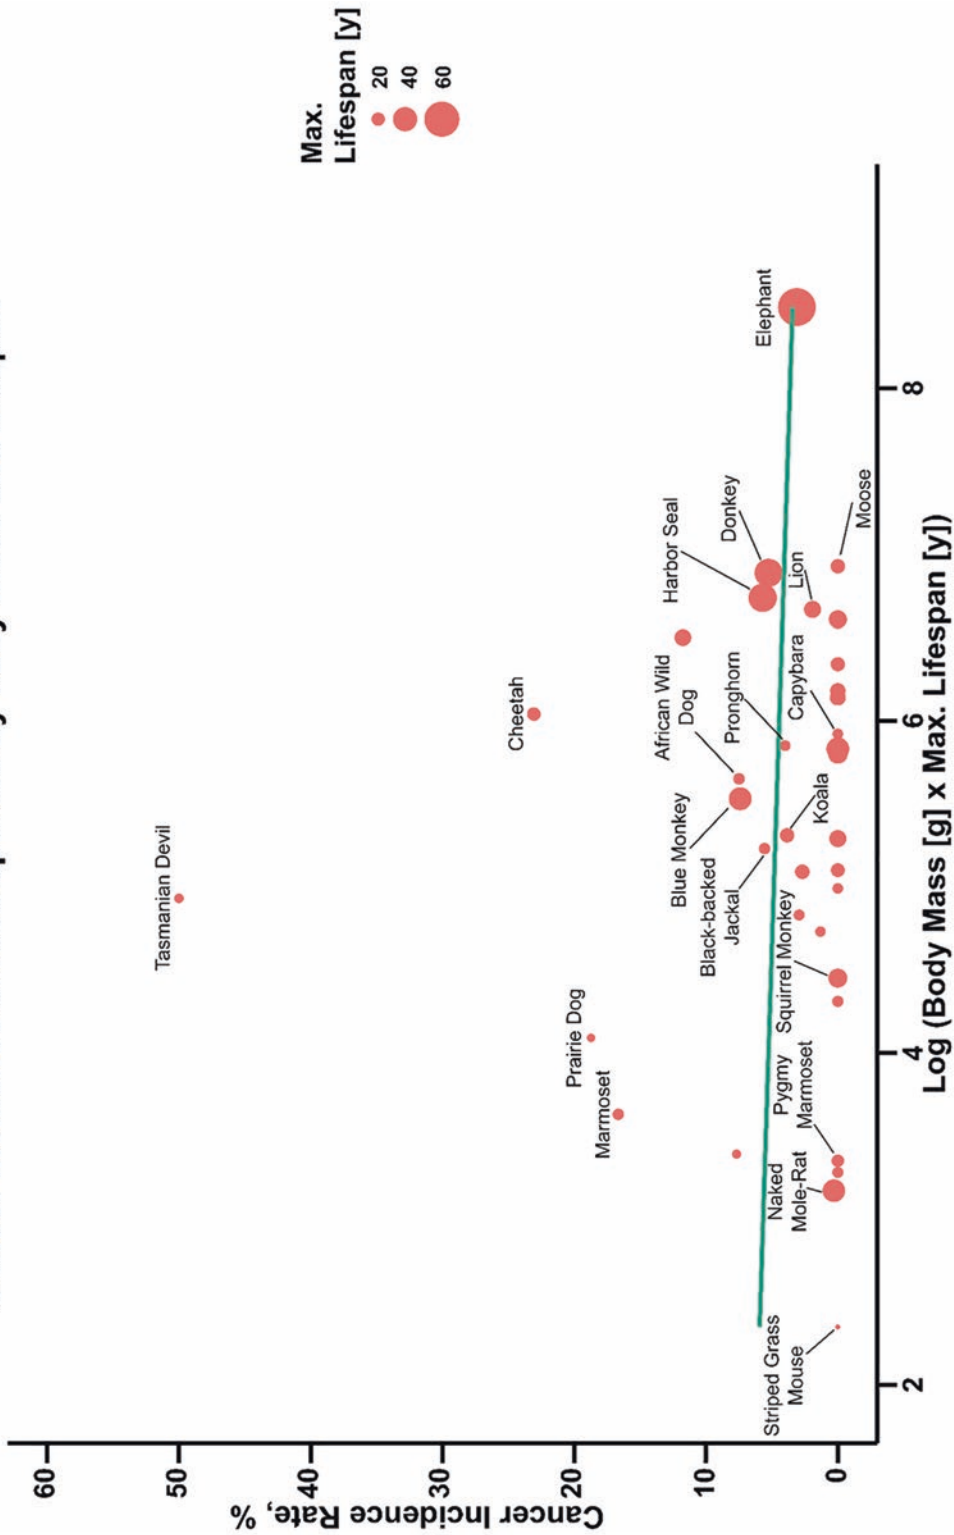 Max.
Lifespan [y]
20
40
60
Cancer Incidence Rate, %
60
50
40
30
20
10
0
Tasmanian Devil
Cheetah
Prairie Dog
Marmoset
African Wild
Dog
Harbor Seal
Donkey
Elephant
Blue Monkey
Pronghorn
Black-backed
Jackal
Lion
Capybara
Koala
Moose
Squirrel Monkey
Pygmy
Marmoset
Naked
Mole-Rat
Striped Grass
Mouse
2
4
6
8
Log (Body Mass [g] x Max. Lifespan [y])